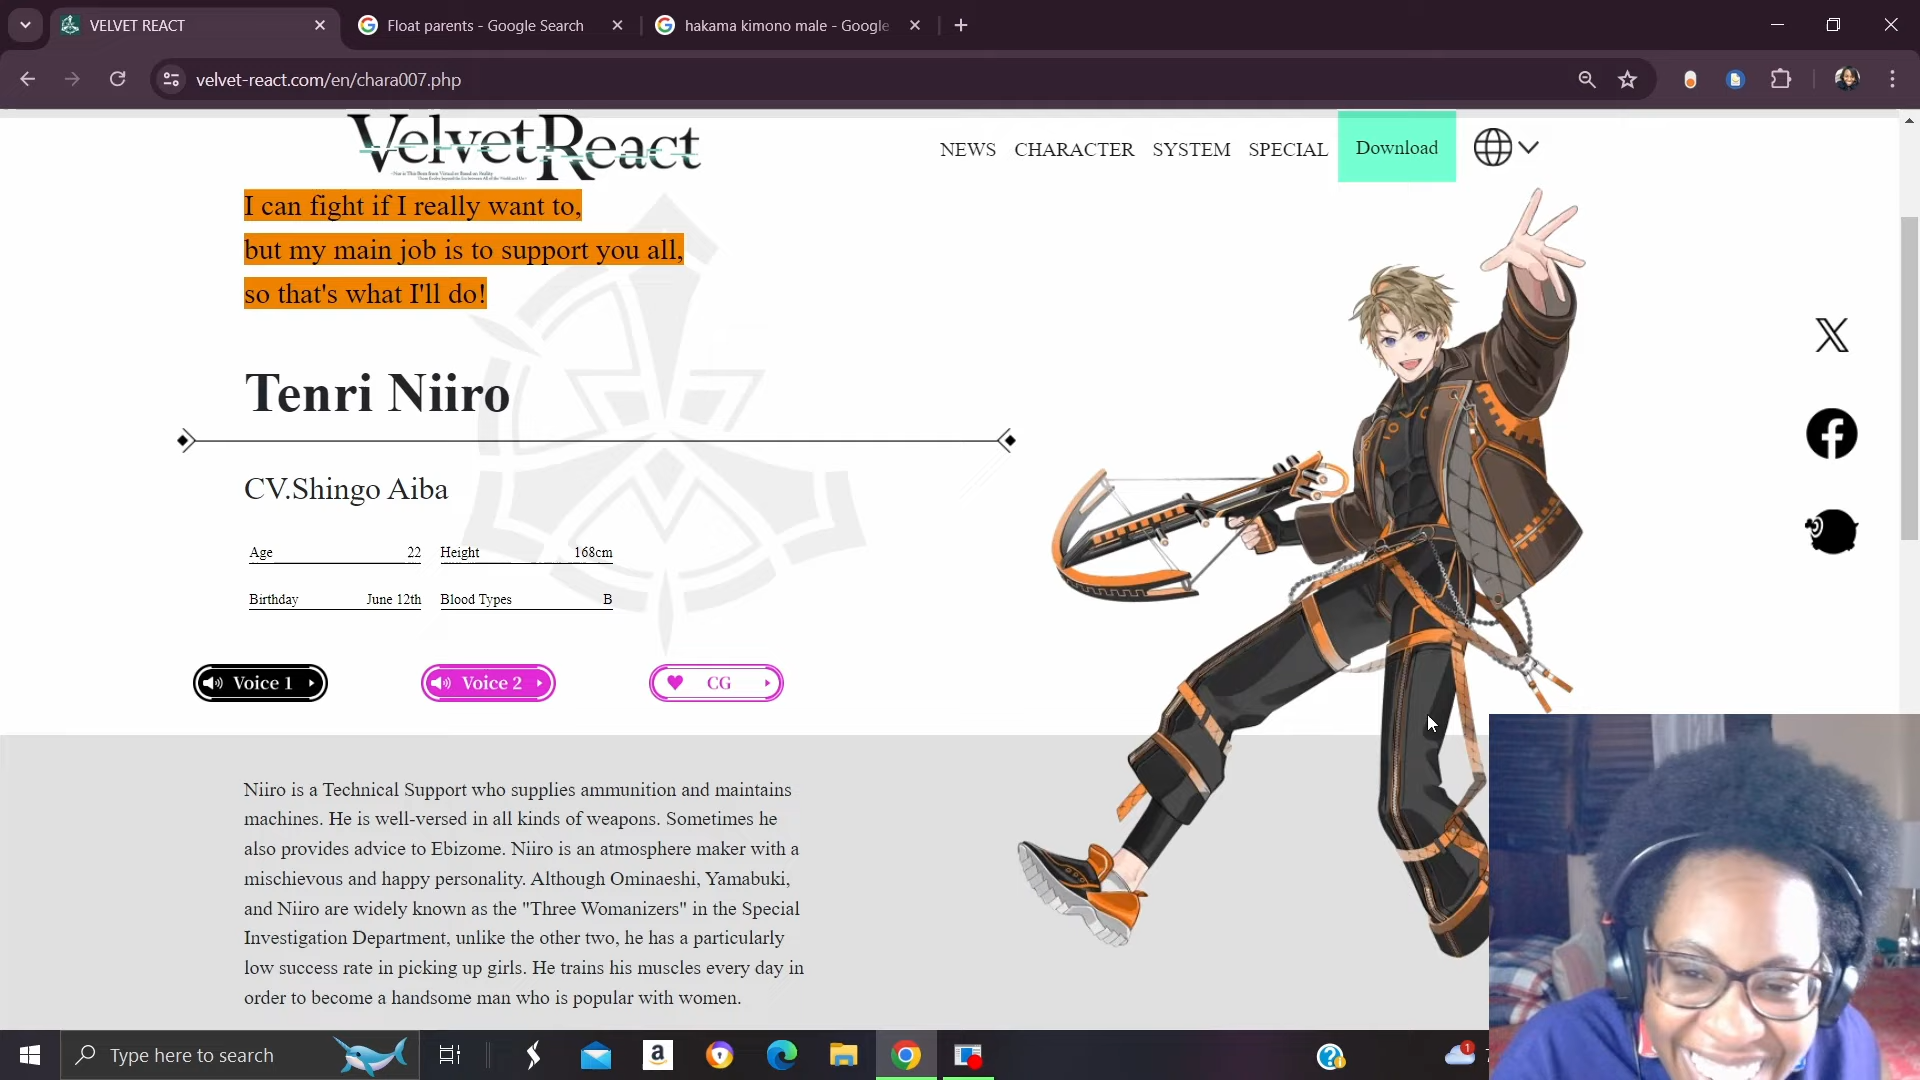 VELVET REACT
Float parents - Google Search
hakama kimono male - Google
velvet-react.com/en/chara007.php
VelvetReact
NEWS
CHARACTER
SYSTEM
SPECIAL
Download
I can fight if I really want to,
but my main job is to support you all,
so that's what I'll do!
Tenri Niiro
CV.Shingo Aiba
Age 22 Height 168cm
Birthday June 12th Blood Types B
Voice 1
Voice 2
CG
Niiro is a Technical Support who supplies ammunition and maintains
machines. He is well-versed in all kinds of weapons. Sometimes he
also provides advice to Ebizome. Niiro is an atmosphere maker with a
mischievous and happy personality. Although Ominaeshi, Yamabuki,
and Niiro are widely known as the "Three Womanizers" in the Special
Investigation Department, unlike the other two, he has a particularly
low success rate in picking up girls. He trains his muscles every day in
order to become a handsome man who is popular with women.
Type here to search
1